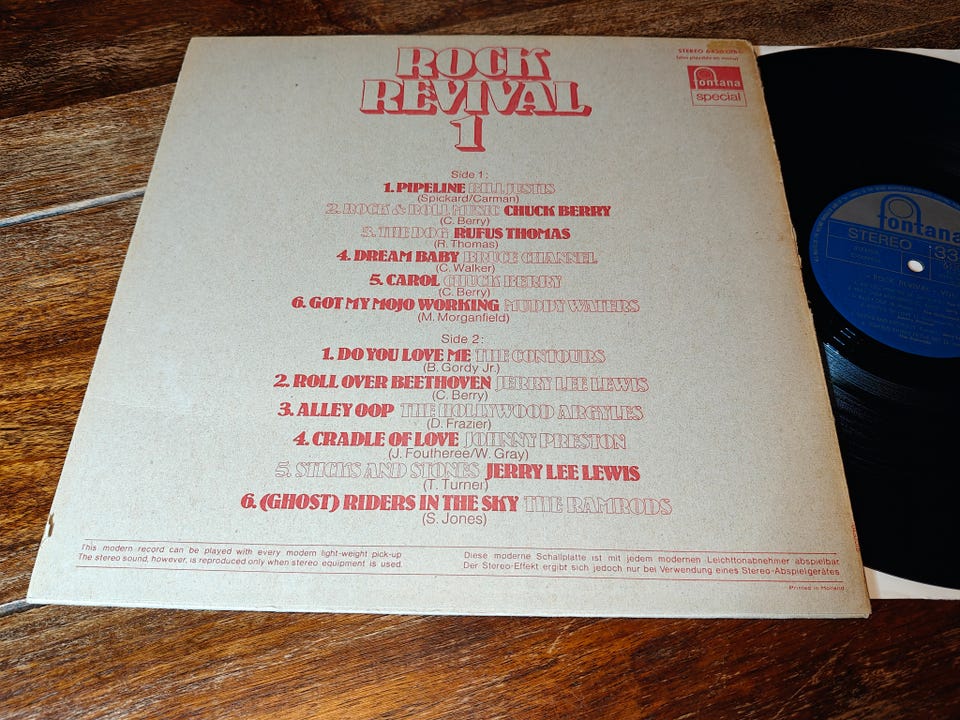 ROCK
REVIVAL
1
STEREO
(also playable on mono)
fontana
special
Side 1:
1. PIPELINE BILL JUSTIS
(Spickard/Carman)
2. ROCK & ROLL MUSIC CHUCK BERRY
(C. Berry)
3. THE DOG RUFUS THOMAS
(R. Thomas)
4. DREAM BABY BRUCE CHANNEL
(C. Walker)
5. CAROL CHUCK BERRY
(C. Berry)
6. GOT MY MOJO WORKING MUDDY WATERS
(M. Morganfield)
Side 2:
1. DO YOU LOVE ME THE CONTOURS
(B. Gordy Jr.)
2. ROLL OVER BEETHOVEN JERRY LEE LEWIS
(C. Berry)
3. ALLEY OOP THE HOLLYWOOD ARGYLES
(D. Frazier)
4. CRADLE OF LOVE JOHNNY PRESTON
(J. Foutheree/W. Gray)
5. STICKS AND STONES JERRY LEE LEWIS
(T. Turner)
6. (GHOST) RIDERS IN THE SKY THE RAMRODS
(S. Jones)
This modern record can be played with every modern light-weight pick-up
The stereo sound, however, is reproduced only when stereo equipment is used.
Diese moderne Schallplatte ist mit jedem modernen Leichttonabnehmer abspielbar
Der Stereo-Effekt ergibt sich jedoch nur bei Verwendung eines Stereo-Abspielgerätes
Printed in Holland
fontana
STEREO 33